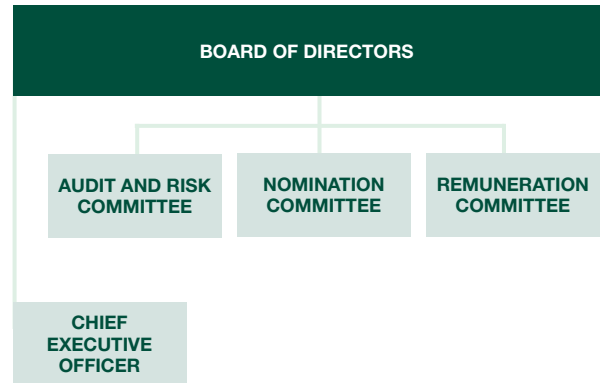 BOARD OF DIRECTORS
AUDIT AND RISK
COMMITTEE
NOMINATION
COMMITTEE
REMUNERATION
COMMITTEE
CHIEF
EXECUTIVE
OFFICER